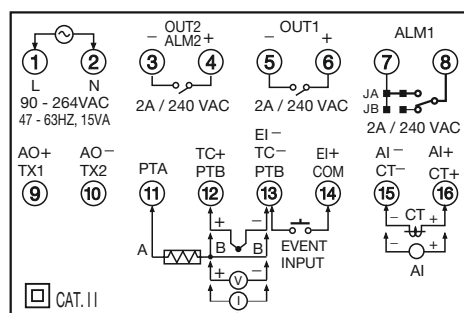 OUT2
ALM2
OUT1
ALM1
− +
− +
1 2 3 4 5 6 7 8
L N
JA
JB
90 - 264VAC
47 - 63HZ, 15VA
2A / 240 VAC
2A / 240 VAC
2A / 240 VAC
AO+
TX1
AO−
TX2
PTA
TC+
PTB
EI−
TC−
PTB
EI+
COM
AI−
CT−
AI+
CT+
9 10 11 12 13 14 15 16
+ −
− CT +
A B B
EVENT
INPUT
− +
AI
+ V −
I
CAT. II